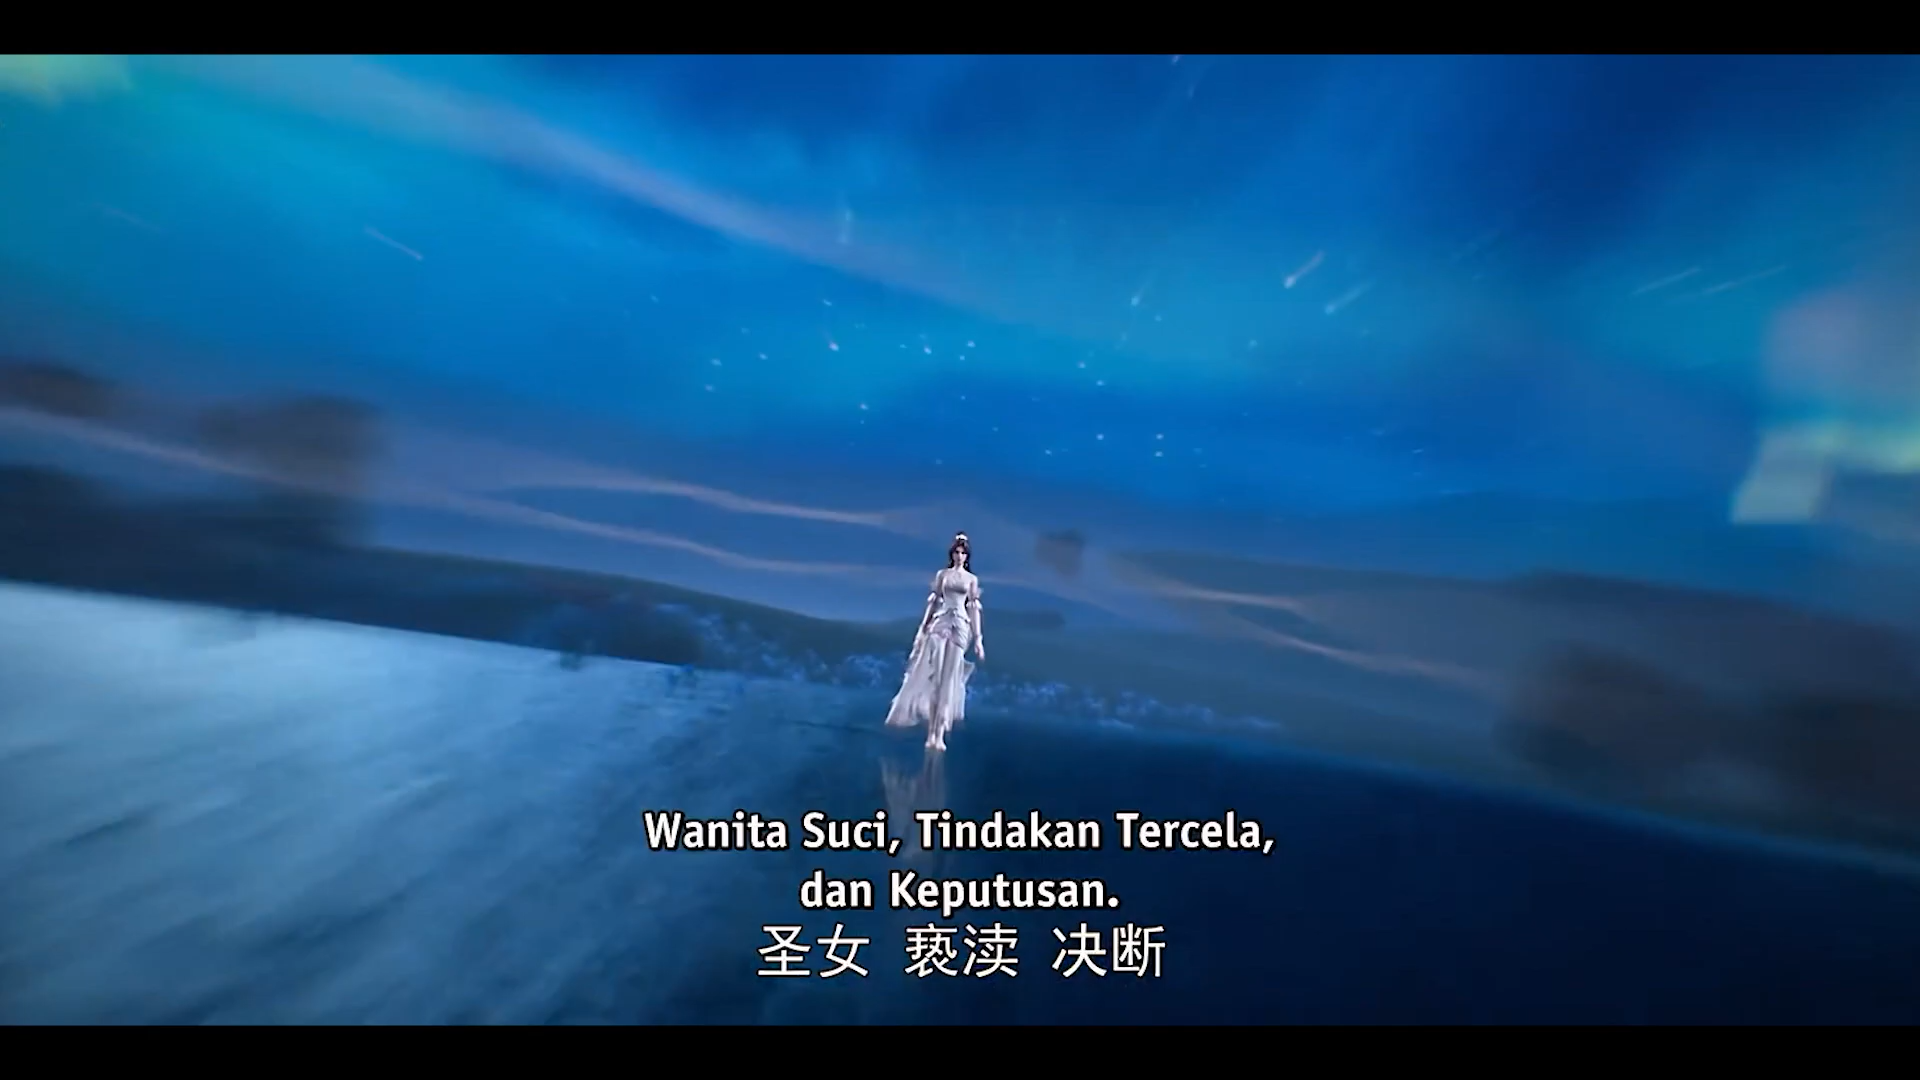 Wanita Suci, Tindakan Tercela,
dan Keputusan.
圣女 亵渎 决断